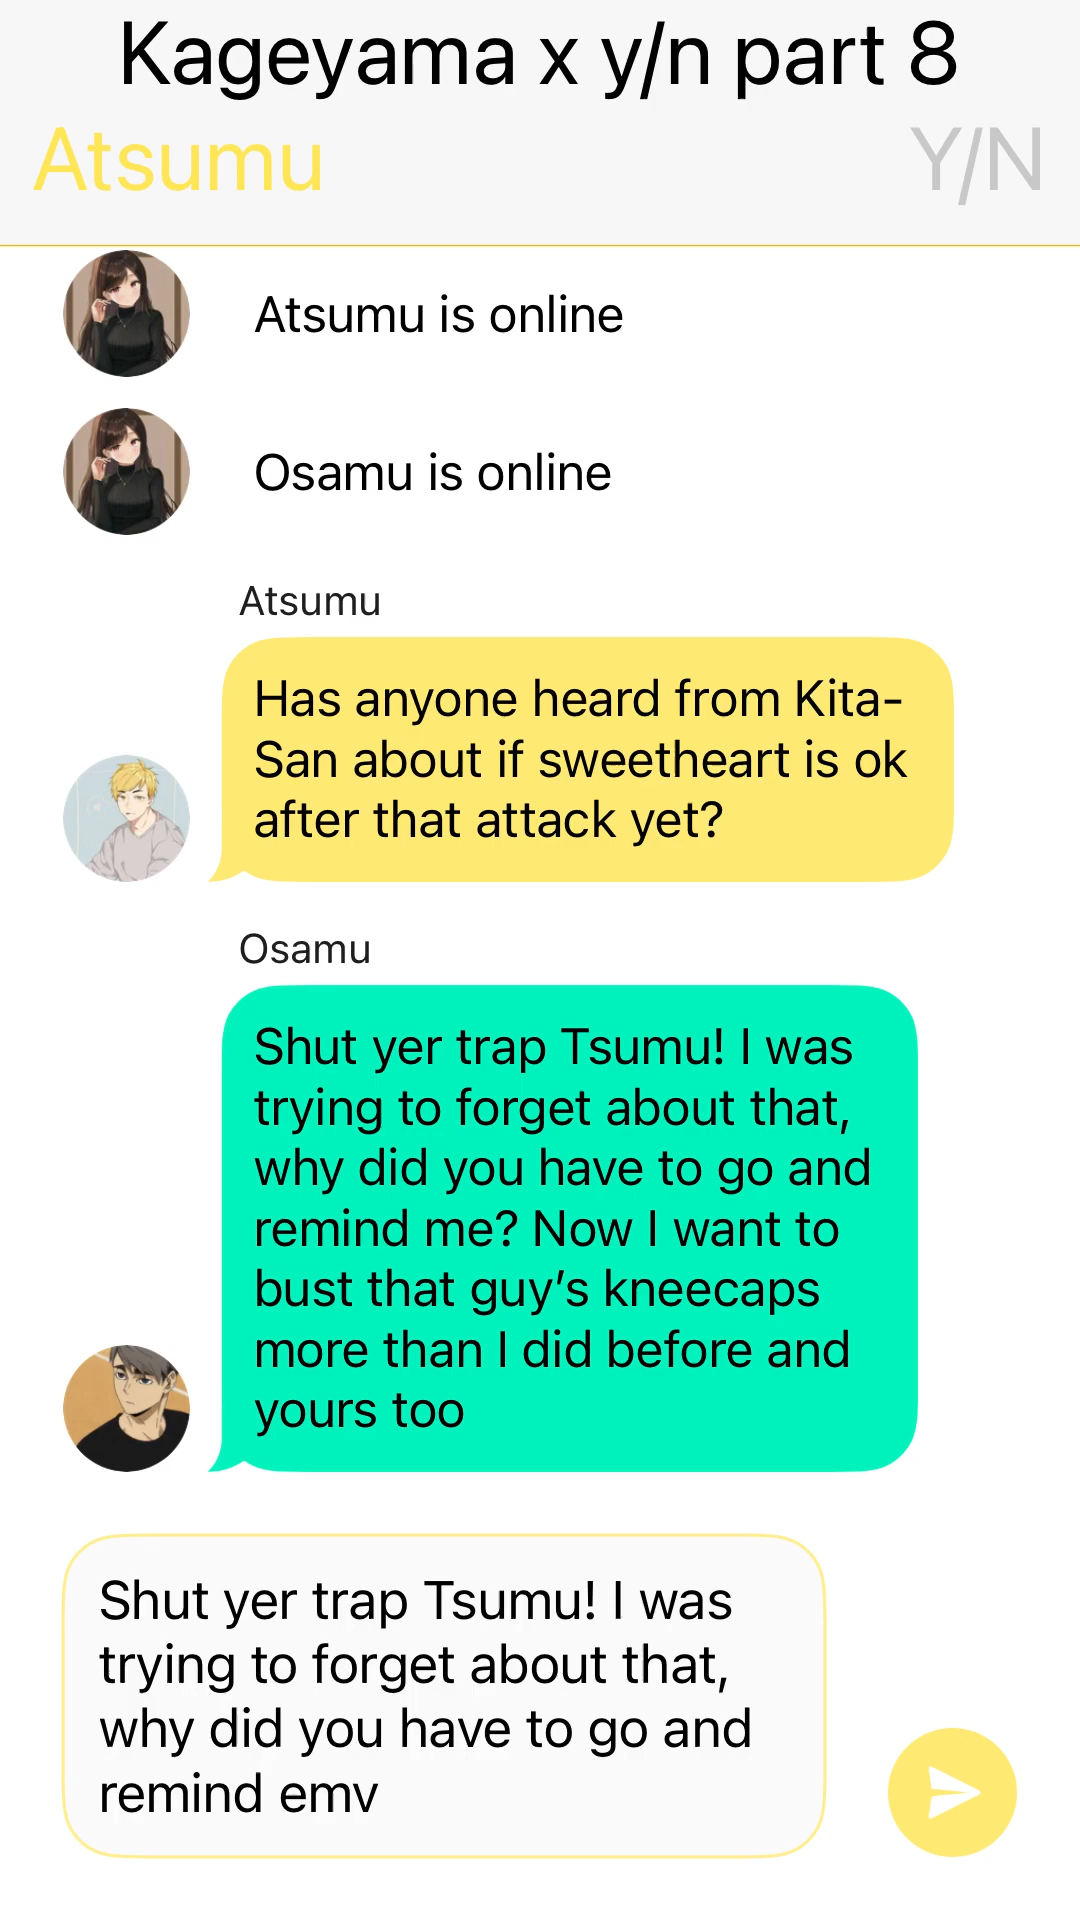 Kageyama x y/n part 8
Atsumu
Y/N
Atsumu is online
Osamu is online
Atsumu
Has anyone heard from Kita-
San about if sweetheart is ok
after that attack yet?
Osamu
Shut yer trap Tsumu! I was
trying to forget about that,
why did you have to go and
remind me? Now I want to
bust that guy’s kneecaps
more than I did before and
yours too
Shut yer trap Tsumu! I was
trying to forget about that,
why did you have to go and
remind emv